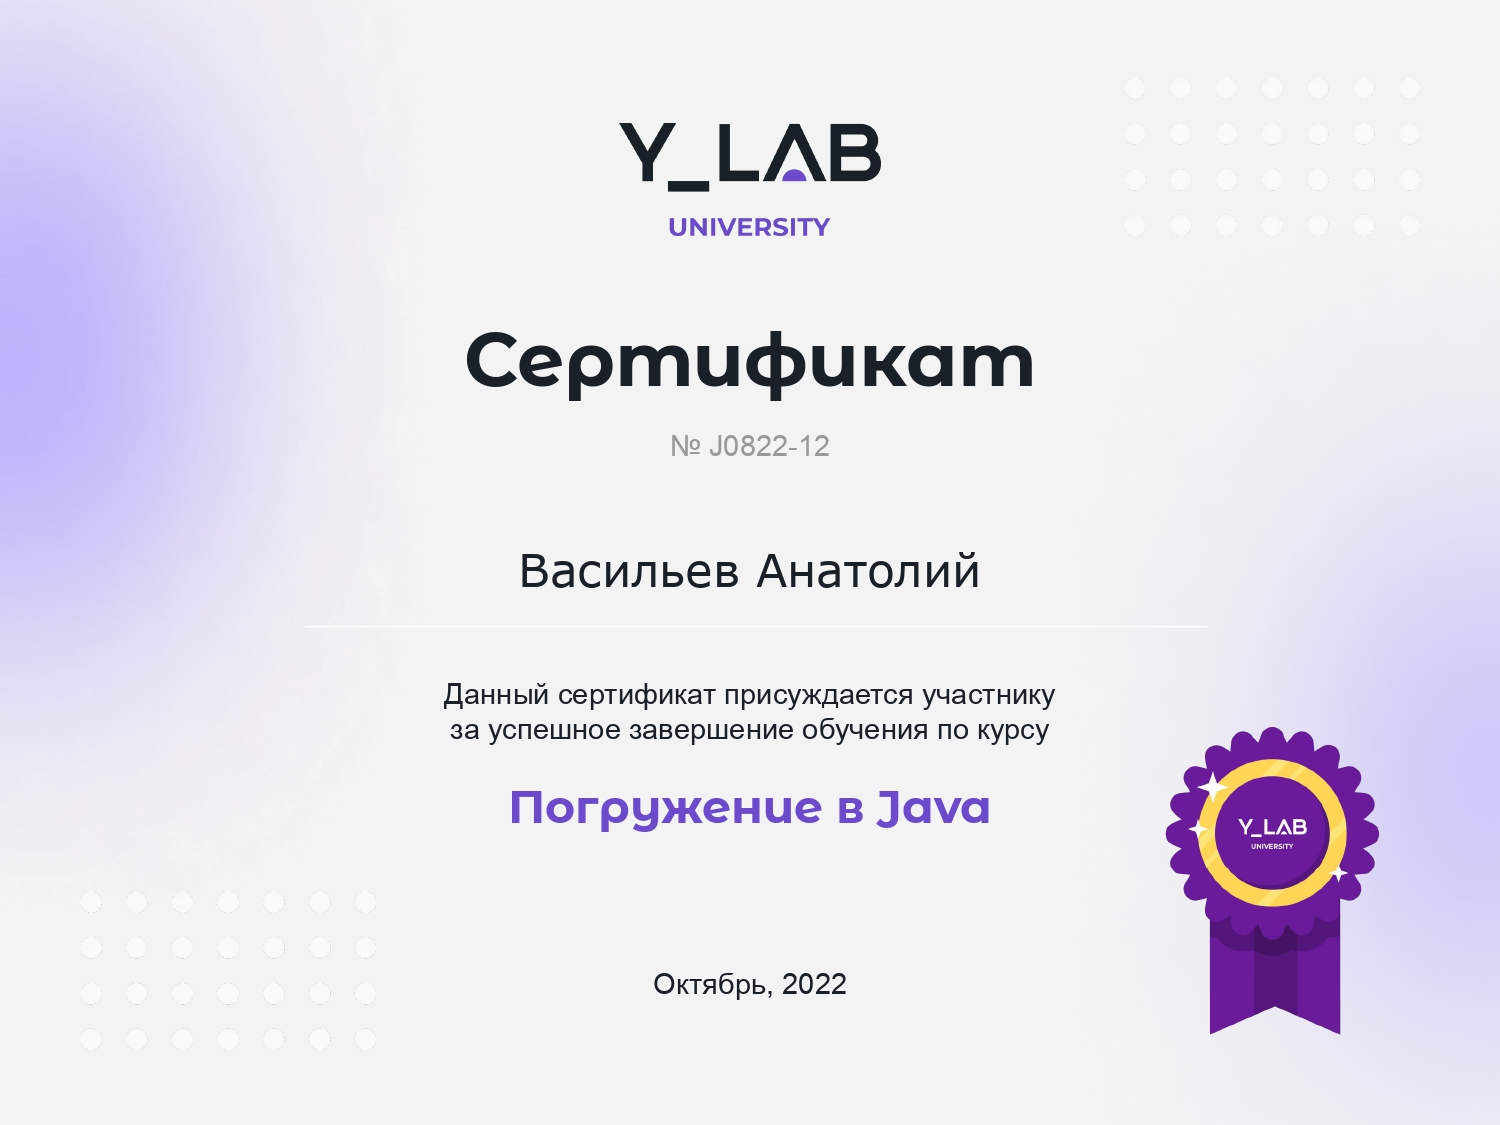 Y_LAB
UNIVERSITY
Сертификат
№ J0822-12
Васильев Анатолий
Данный сертификат присуждается участнику
за успешное завершение обучения по курсу
Погружение в Java
Y_LAB
UNIVERSITY
Октябрь, 2022